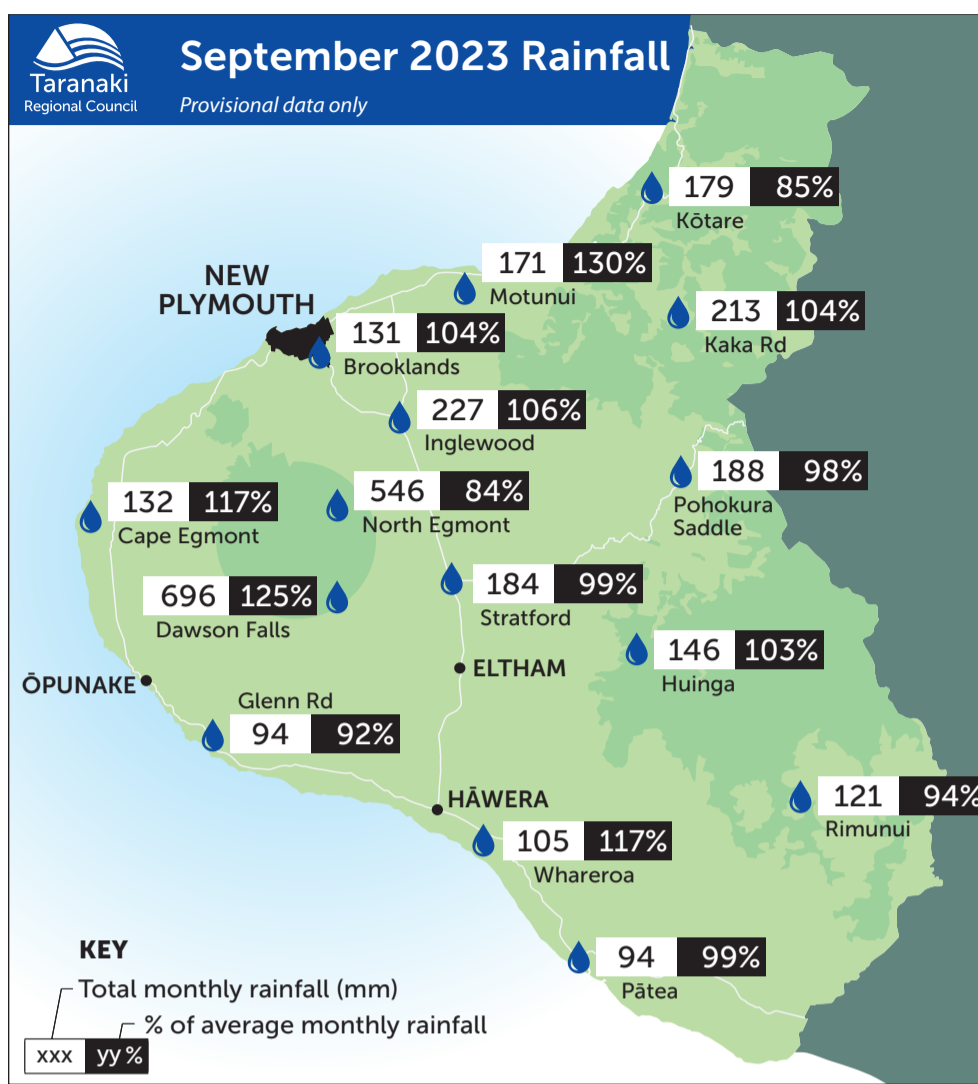 Taranaki
Regional Council
September 2023 Rainfall
Provisional data only
179 85%
Kōtare
171 130%
Motunui
NEW
PLYMOUTH
213 104%
Kaka Rd
131 104%
Brooklands
227 106%
Inglewood
188 98%
Pohokura
Saddle
546 84%
North Egmont
132 117%
Cape Egmont
184 99%
Stratford
696 125%
Dawson Falls
146 103%
Huinga
ELTHAM
ŌPUNAKE
Glenn Rd
94 92%
HĀWERA
121 94%
Rimunui
105 117%
Whareroa
94 99%
Pātea
KEY
Total monthly rainfall (mm)
% of average monthly rainfall
xxx yy %